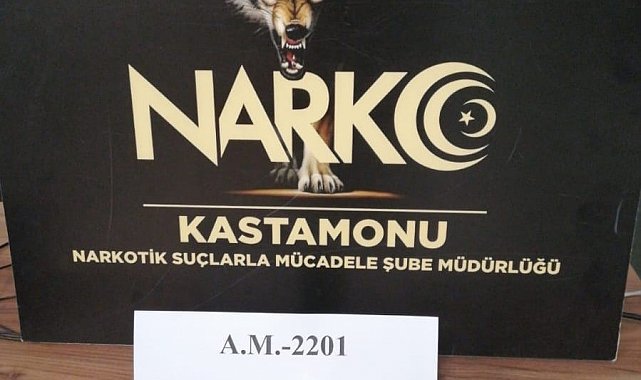 NARKO
KASTAMONU
NARKOTİK SUÇLARLA MÜCADELE ŞUBE MÜDÜRLÜĞÜ
A.M.-2201